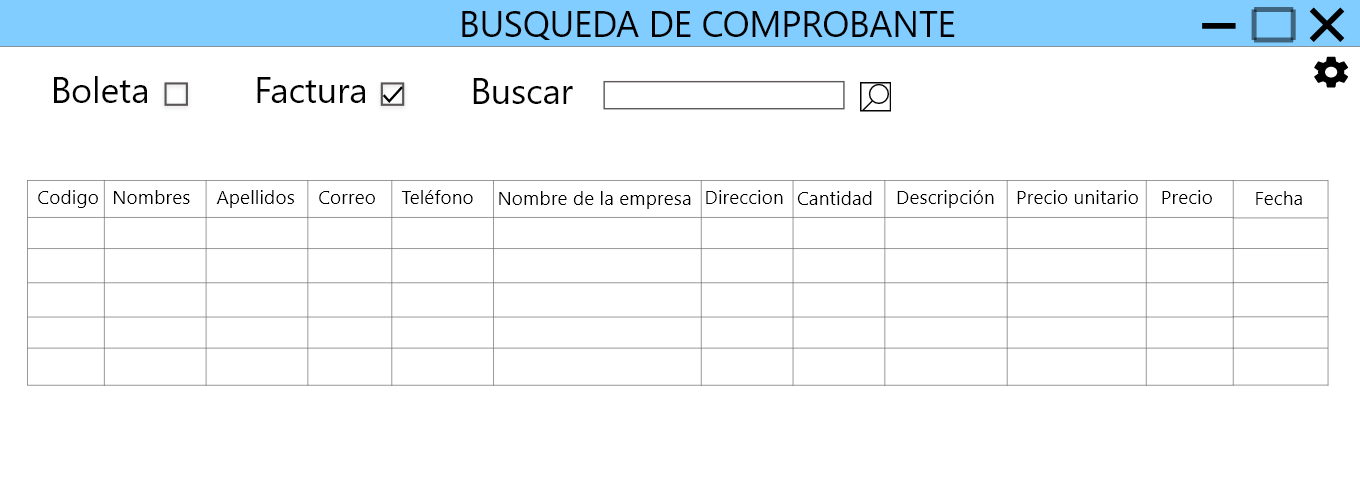 BUSQUEDA DE COMPROBANTE
Boleta Factura Buscar
Codigo Nombres Apellidos Correo Teléfono Nombre de la empresa Direccion Cantidad Descripción Precio unitario Precio Fecha